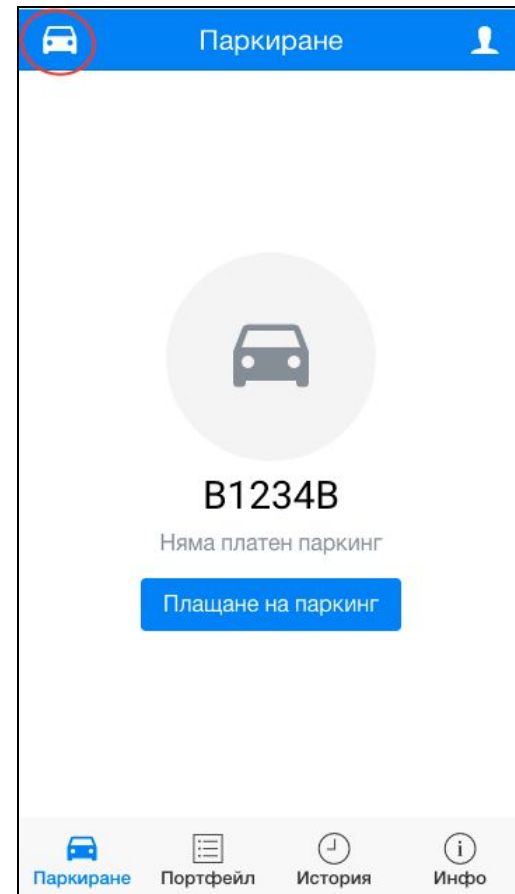 Паркиране
B1234B
Няма платен паркинг
Плащане на паркинг
Паркиране Портфейл История Инфо